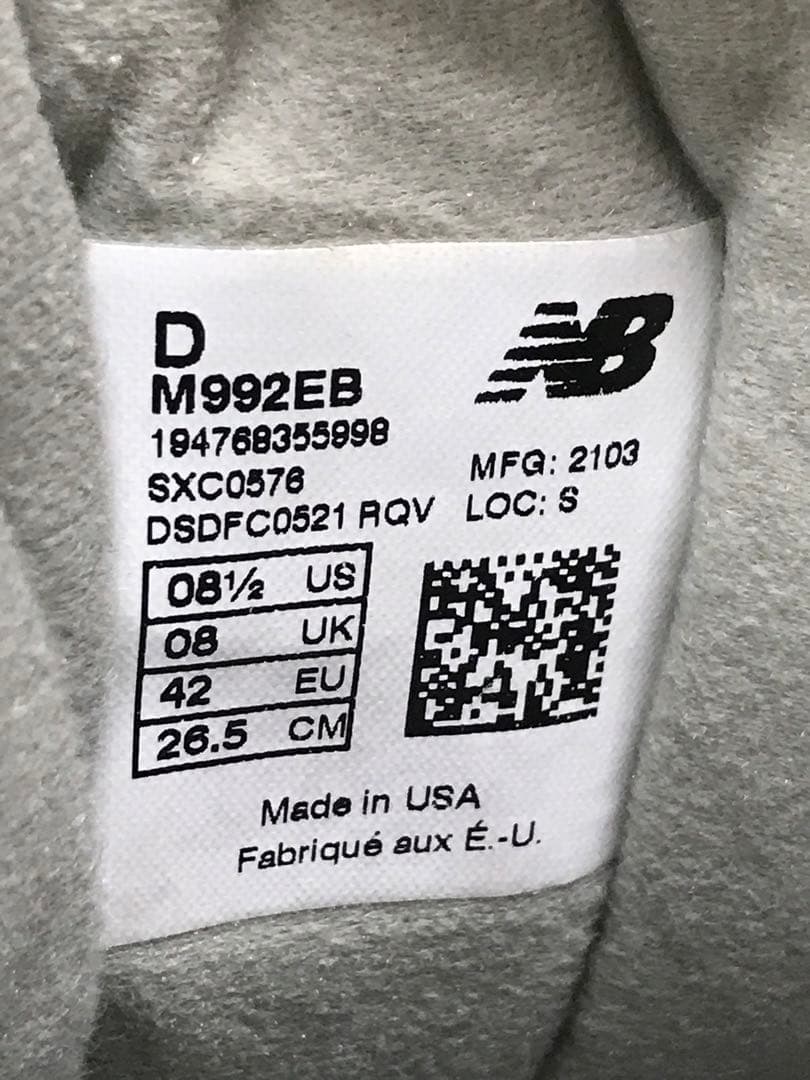 D
NB
M992EB
194768355998
SXC0576
MFG: 2103
DSDFC0521 RQV
LOC: S
08½ US
08 UK
42 EU
26.5 CM
Made in USA
Fabriqué aux É.-U.